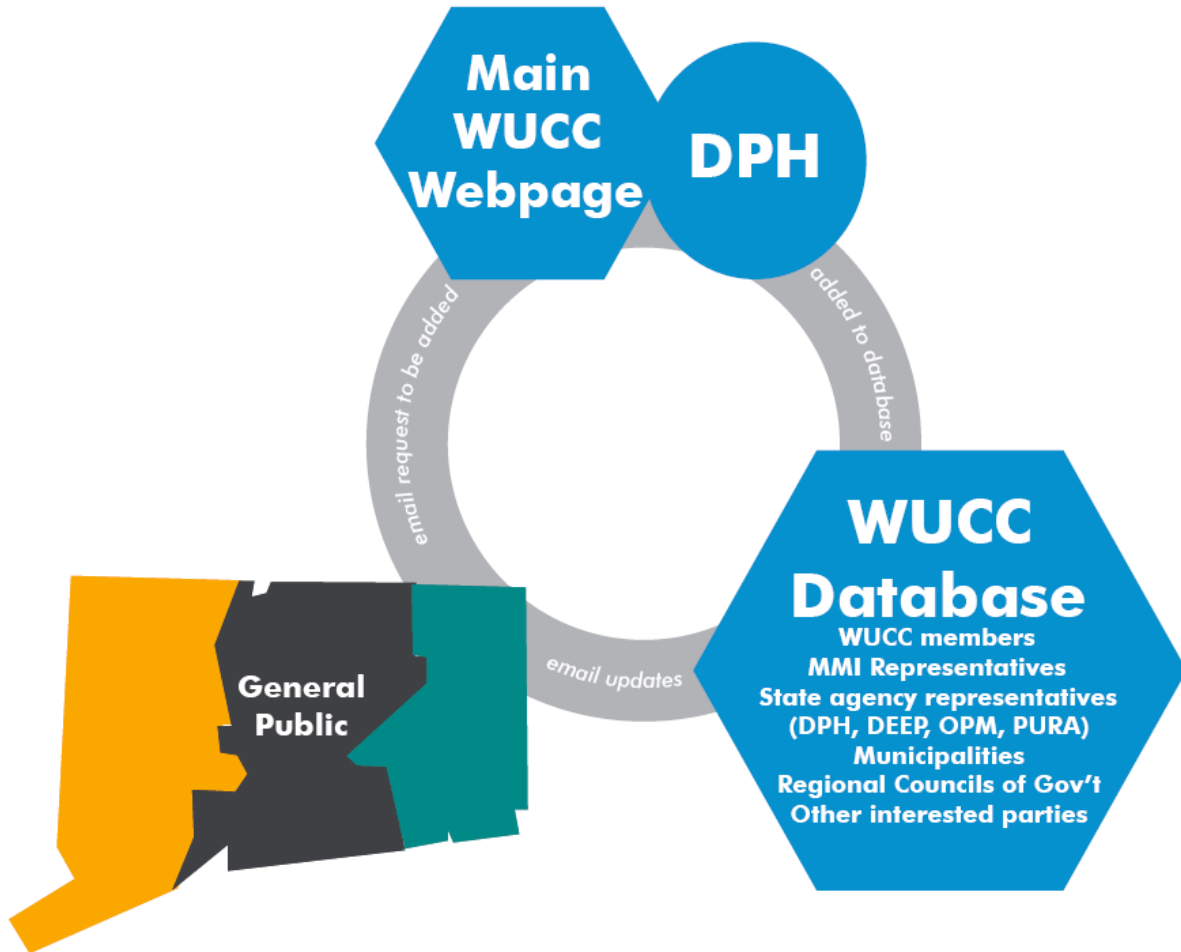 Main
WUCC
Webpage
DPH
email request to be added
added to database
WUCC
Database
WUCC members
MMI Representatives
State agency representatives
(DPH, DEEP, OPM, PURA)
Municipalities
Regional Councils of Gov't
Other interested parties
email updates
General
Public